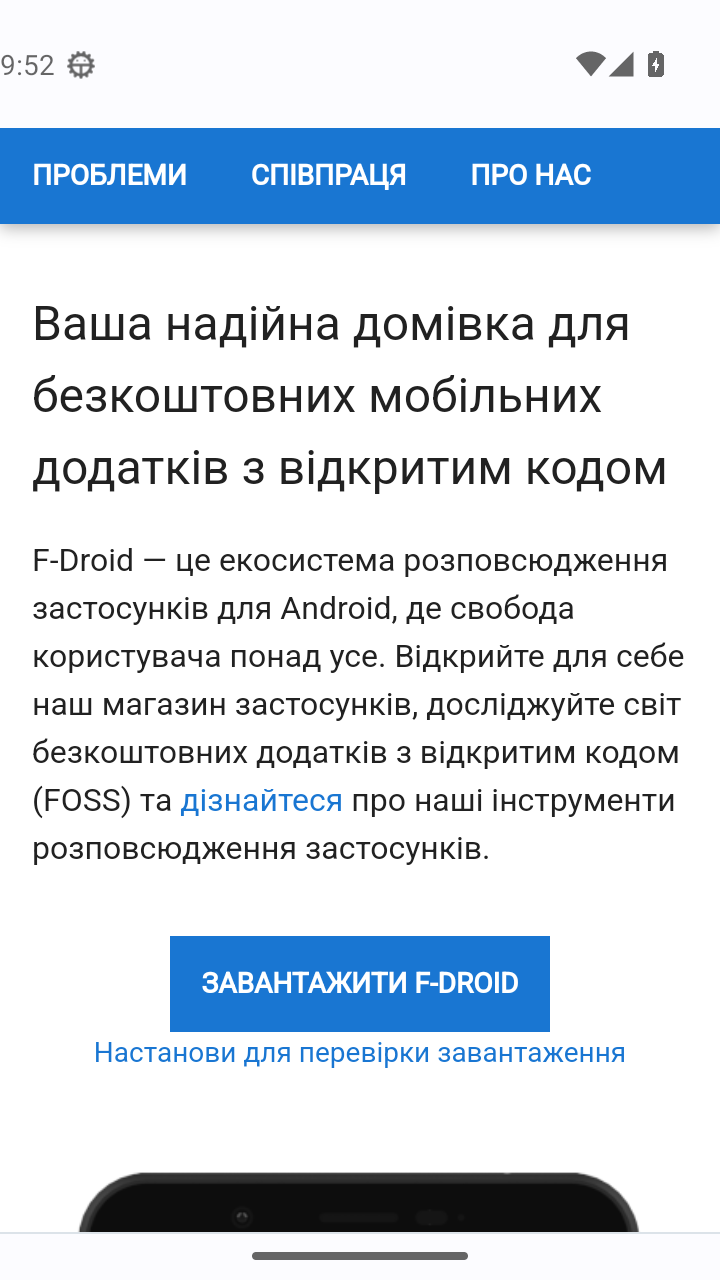 9:52
ПРОБЛЕМИ СПІВПРАЦЯ ПРО НАС
Ваша надійна домівка для
безкоштовних мобільних
додатків з відкритим кодом
F-Droid — це екосистема розповсюдження
застосунків для Android, де свобода
користувача понад усе. Відкрийте для себе
наш магазин застосунків, досліджуйте світ
безкоштовних додатків з відкритим кодом
(FOSS) та дізнайтеся про наші інструменти
розповсюдження застосунків.
ЗАВАНТАЖИТИ F-DROID
Настанови для перевірки завантаження